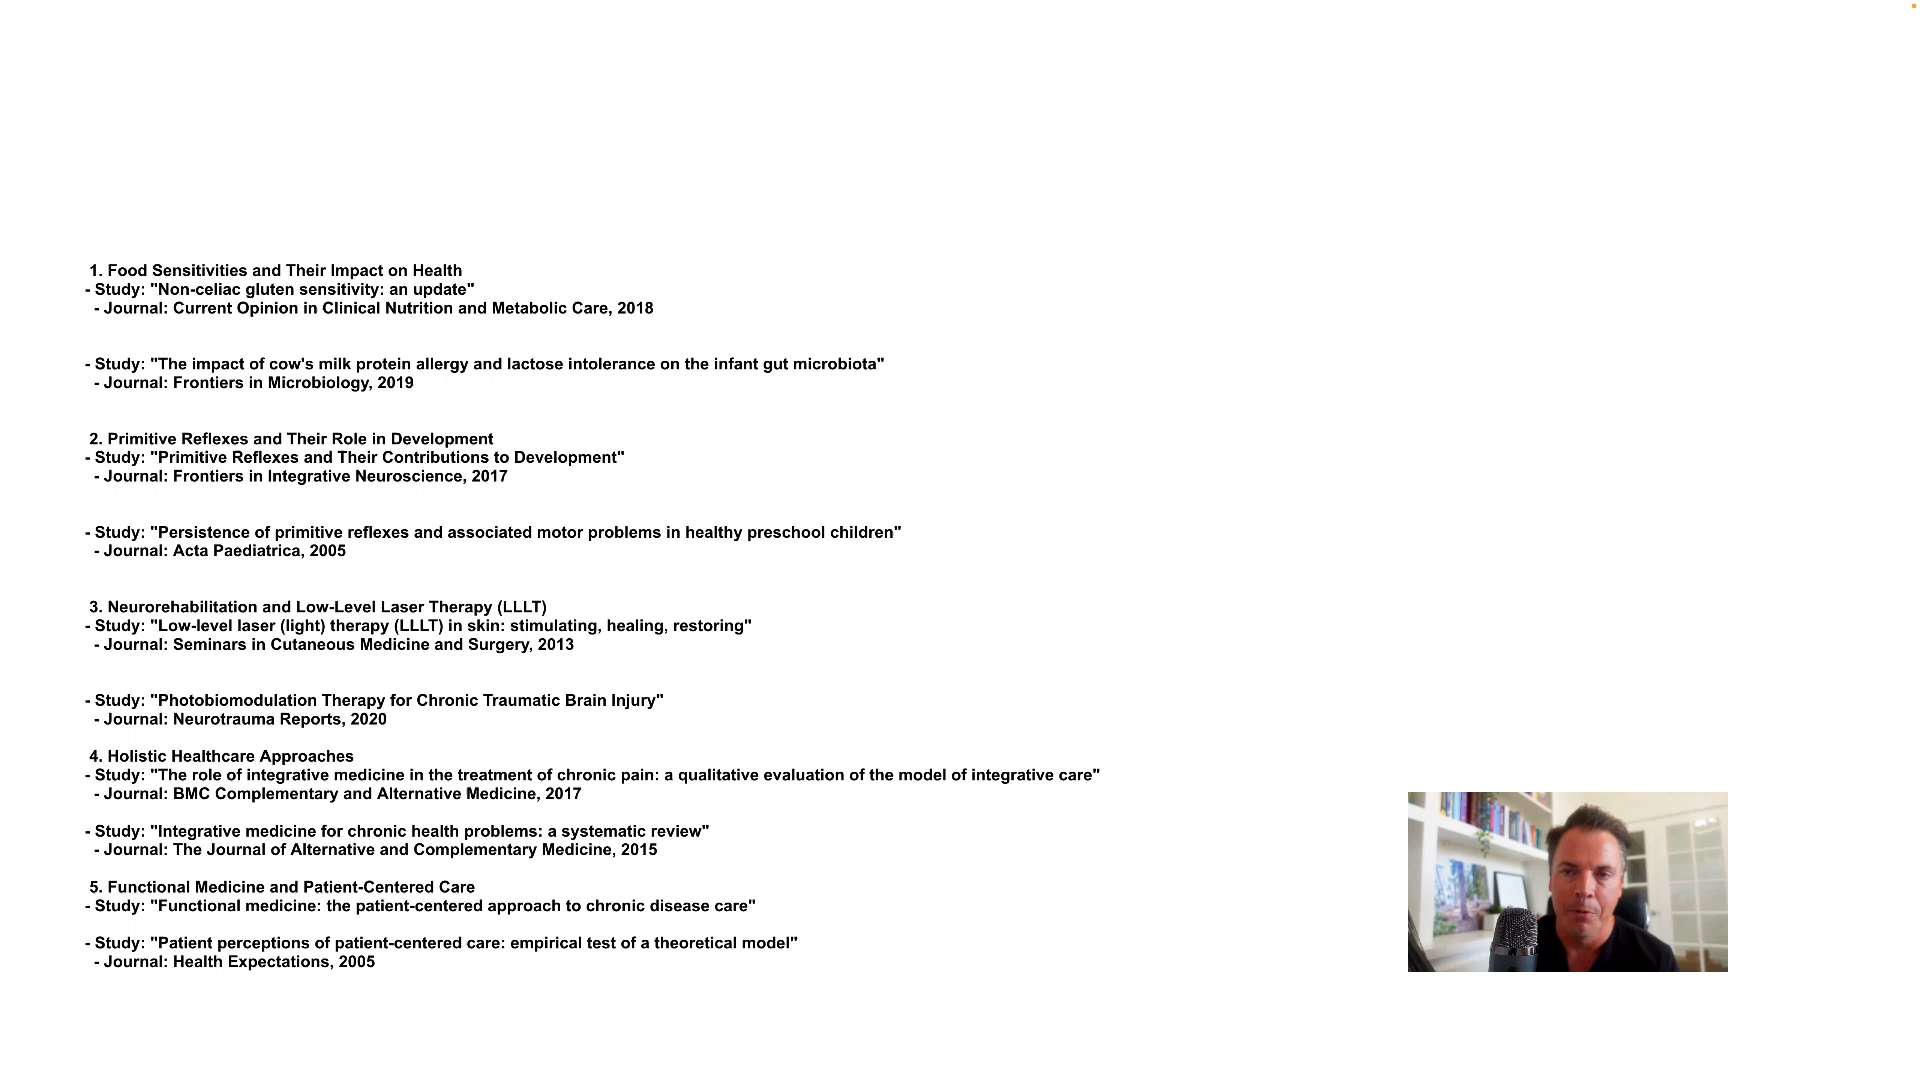 1. Food Sensitivities and Their Impact on Health
- Study: "Non-celiac gluten sensitivity: an update"
- Journal: Current Opinion in Clinical Nutrition and Metabolic Care, 2018
- Study: "The impact of cow's milk protein allergy and lactose intolerance on the infant gut microbiota"
- Journal: Frontiers in Microbiology, 2019
2. Primitive Reflexes and Their Role in Development
- Study: "Primitive Reflexes and Their Contributions to Development"
- Journal: Frontiers in Integrative Neuroscience, 2017
- Study: "Persistence of primitive reflexes and associated motor problems in healthy preschool children"
- Journal: Acta Paediatrica, 2005
3. Neurorehabilitation and Low-Level Laser Therapy (LLLT)
- Study: "Low-level laser (light) therapy (LLLT) in skin: stimulating, healing, restoring"
- Journal: Seminars in Cutaneous Medicine and Surgery, 2013
- Study: "Photobiomodulation Therapy for Chronic Traumatic Brain Injury"
- Journal: Neurotrauma Reports, 2020
4. Holistic Healthcare Approaches
- Study: "The role of integrative medicine in the treatment of chronic pain: a qualitative evaluation of the model of integrative care"
- Journal: BMC Complementary and Alternative Medicine, 2017
- Study: "Integrative medicine for chronic health problems: a systematic review"
- Journal: The Journal of Alternative and Complementary Medicine, 2015
5. Functional Medicine and Patient-Centered Care
- Study: "Functional medicine: the patient-centered approach to chronic disease care"
- Study: "Patient perceptions of patient-centered care: empirical test of a theoretical model"
- Journal: Health Expectations, 2005